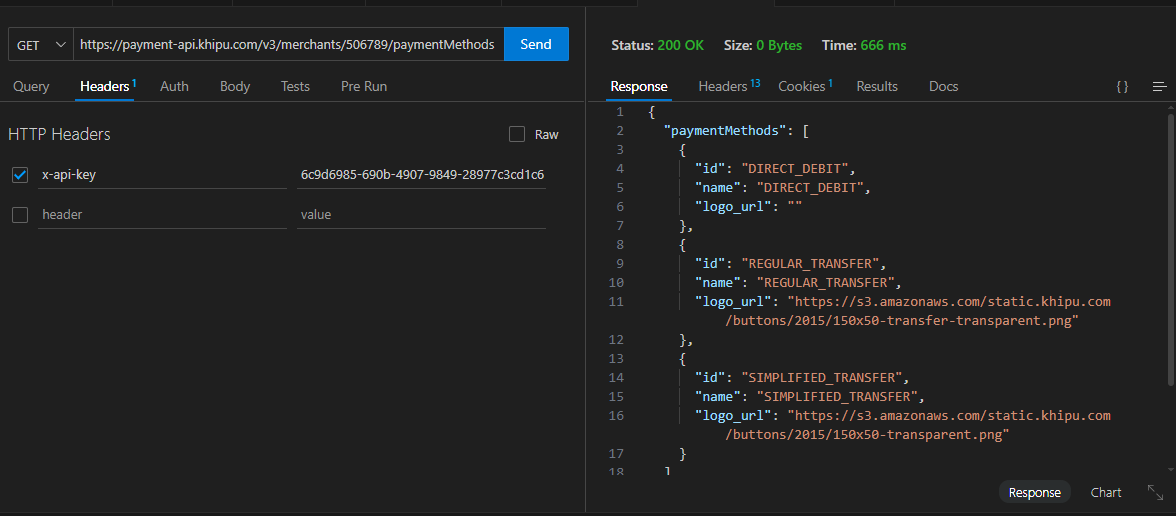 GET
https://payment-api.khipu.com/v3/merchants/506789/paymentMethods
Send
Query
Headers 1
Auth
Body
Tests
Pre Run
HTTP Headers
Raw
x-api-key
6c9d6985-690b-4907-9849-28977c3cd1c6
header
value
Status: 200 OK
Size: 0 Bytes
Time: 666 ms
Response
Headers 13
Cookies 1
Results
Docs
{}
1 {
2 "paymentMethods": [
3 {
4 "id": "DIRECT_DEBIT",
5 "name": "DIRECT_DEBIT",
6 "logo_url": ""
7 },
8 {
9 "id": "REGULAR_TRANSFER",
10 "name": "REGULAR_TRANSFER",
11 "logo_url": "https://s3.amazonaws.com/static.khipu.com
/buttons/2015/150x50-transfer-transparent.png"
12 },
13 {
14 "id": "SIMPLIFIED_TRANSFER",
15 "name": "SIMPLIFIED_TRANSFER",
16 "logo_url": "https://s3.amazonaws.com/static.khipu.com
/buttons/2015/150x50-transparent.png"
17 }
18 ]
Response
Chart